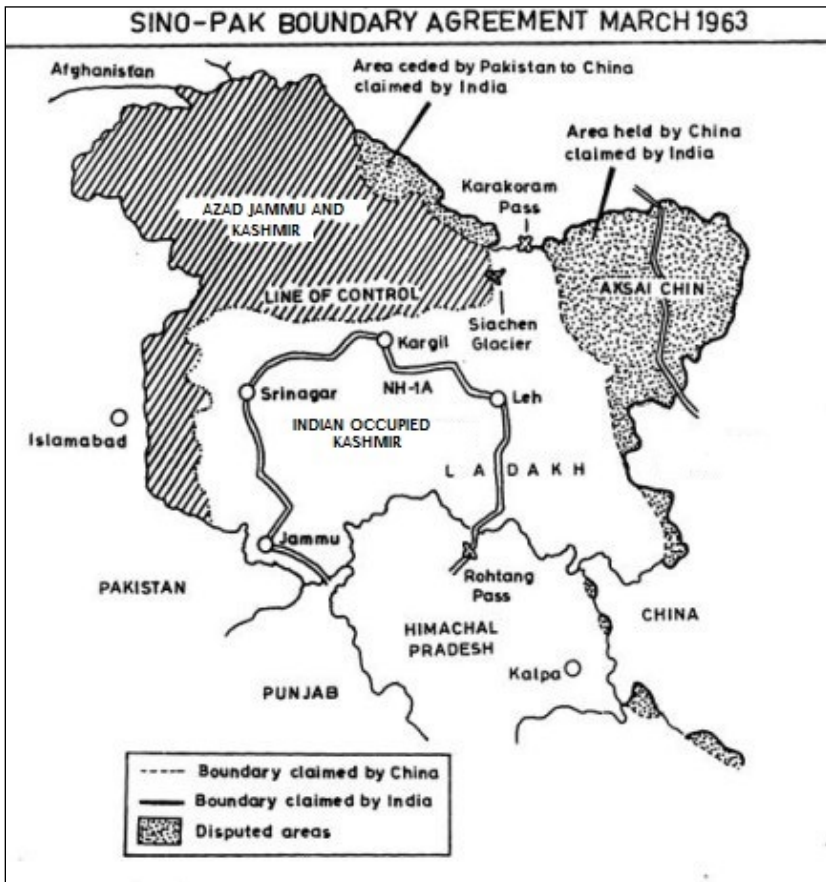 SINO-PAK BOUNDARY AGREEMENT MARCH 1963
Afghanistan
Area ceded by Pakistan to China
claimed by India
Area held by China
claimed by India
Karakoram
Pass
AZAD JAMMU AND
KASHMIR
AKSAI CHIN
LINE OF CONTROL
Siachen
Glacier
Kargil
NH-1A
Srinagar
Leh
Islamabad
INDIAN OCCUPIED
KASHMIR
LADAKH
Jammu
Rohtang
Pass
PAKISTAN
CHINA
HIMACHAL
PRADESH
Kalpa
PUNJAB
Boundary claimed by China
Boundary claimed by India
Disputed areas